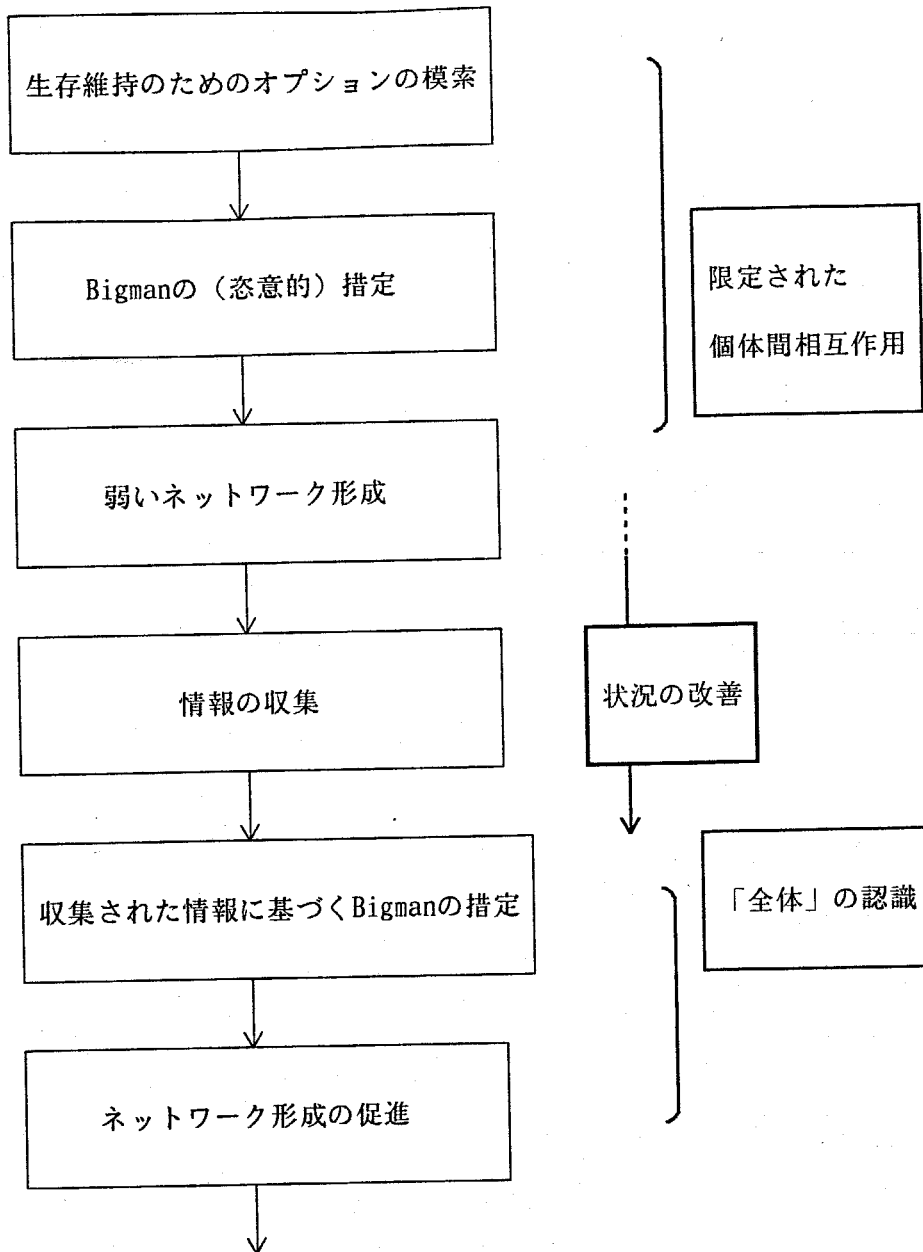 生存維持のためのオプションの模索
Bigmanの（恣意的）措定
限定された
個体間相互作用
弱いネットワーク形成
情報の収集
状況の改善
収集された情報に基づくBigmanの措定
「全体」の認識
ネットワーク形成の促進